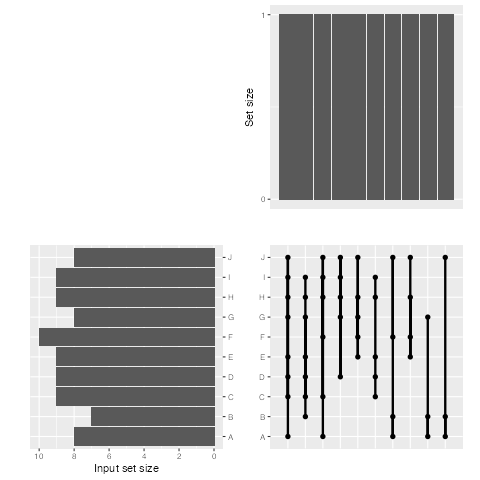 1
Set size
0
J J
I I
H H
G G
F F
E E
D D
C C
B B
A A
10 8 6 4 2 0
Input set size